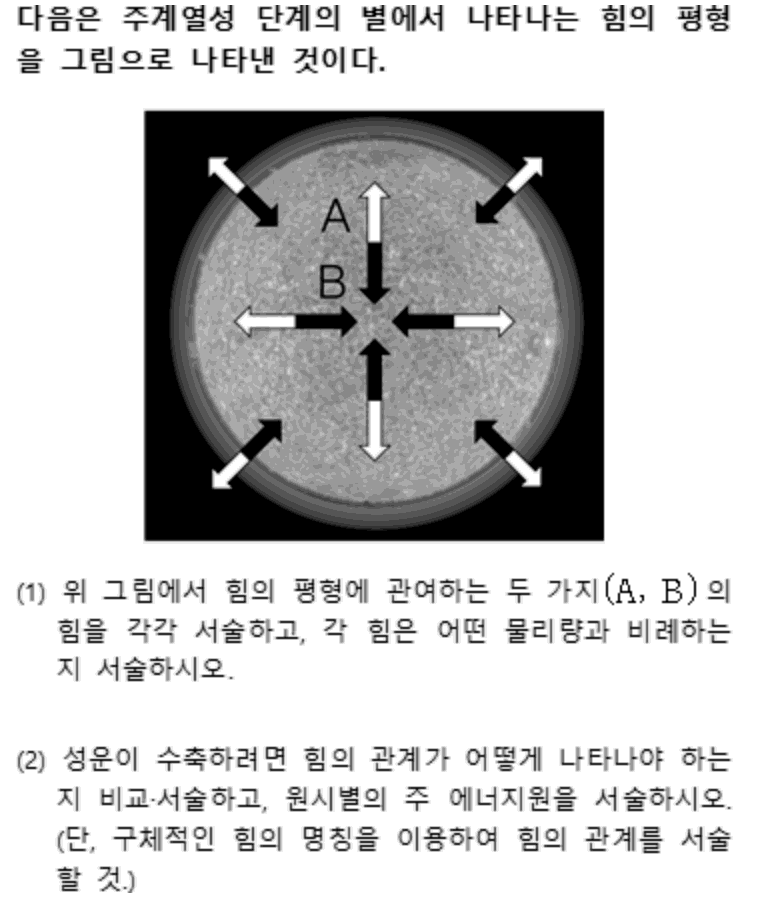 다음은 주계열성 단계의 별에서 나타나는 힘의 평형
을 그림으로 나타낸 것이다.
A
B
(1) 위 그림에서 힘의 평형에 관여하는 두 가지(A, B)의
힘을 각각 서술하고, 각 힘은 어떤 물리량과 비례하는
지 서술하시오.
(2) 성운이 수축하려면 힘의 관계가 어떻게 나타나야 하는
지 비교·서술하고, 원시별의 주 에너지원을 서술하시오.
(단, 구체적인 힘의 명칭을 이용하여 힘의 관계를 서술
할 것.)